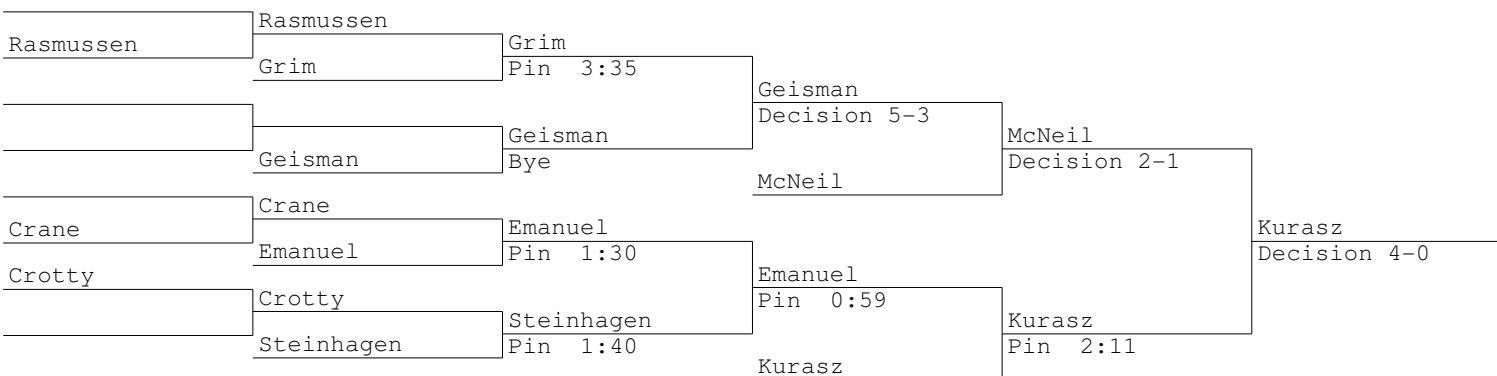 Rasmussen
Rasmussen
Grim
Grim
Pin 3:35
Geisman
Decision 5-3
Geisman
Geisman
Bye
McNeil
McNeil
Decision 2-1
Crane
Crane
Emanuel
Emanuel
Pin 1:30
Kurasz
Decision 4-0
Crotty
Crotty
Emanuel
Pin 0:59
Steinhagen
Steinhagen
Pin 1:40
Kurasz
Pin 2:11
Kurasz